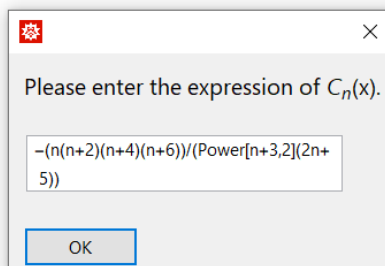 Please enter the expression of Cₙ(x).
−(n(n+2)(n+4)(n+6))/(Power[n+3,2](2n+
5))
OK